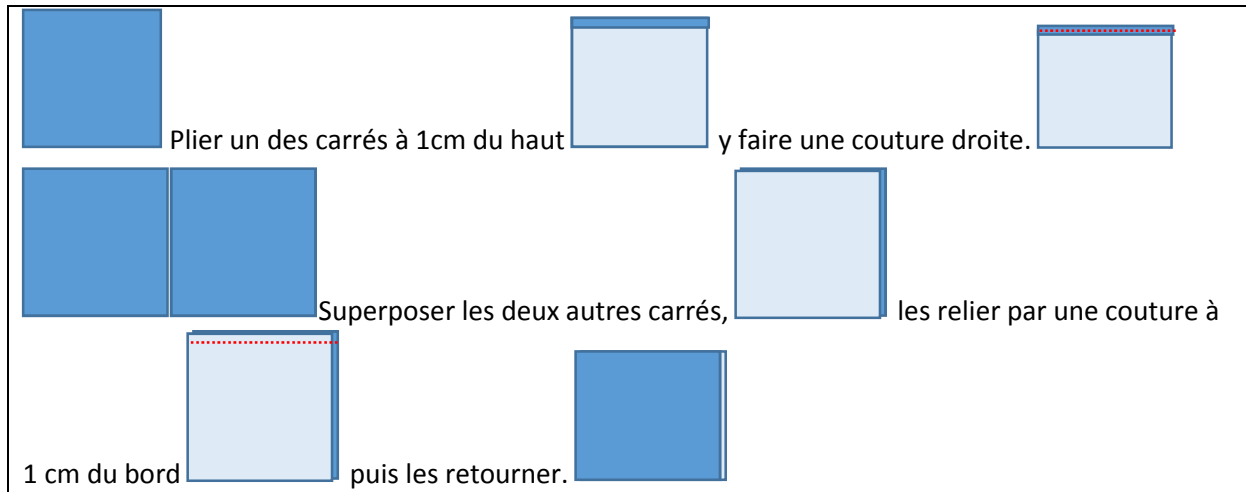 Plier un des carrés à 1cm du haut y faire une couture droite.
Superposer les deux autres carrés, les relier par une couture à
1 cm du bord puis les retourner.